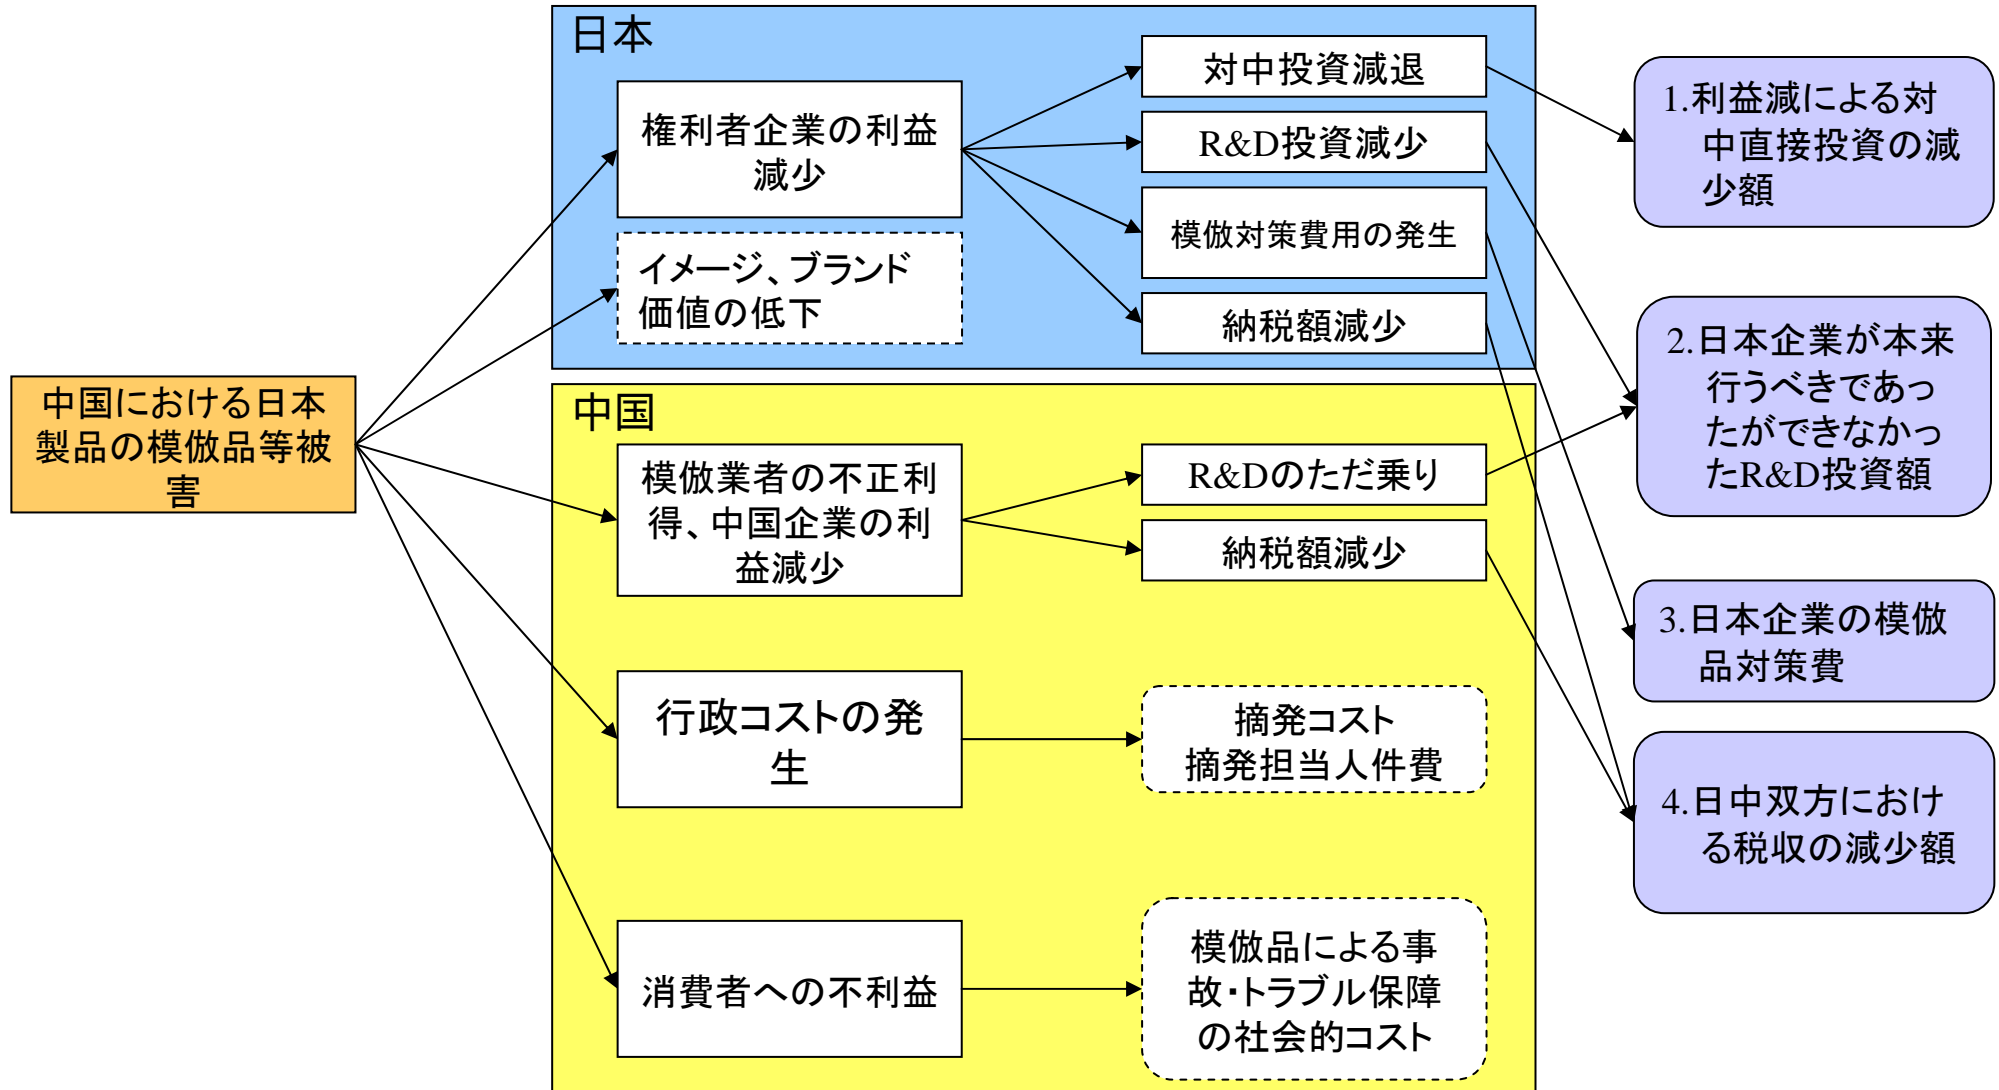 日本
対中投資減退
権利者企業の利益
減少
R&D投資減少
模倣対策費用の発生
イメージ、ブランド
価値の低下
納税額減少
中国における日本
製品の模倣品等被
害
中国
模倣業者の不正利
得、中国企業の利
益減少
R&Dのただ乗り
納税額減少
行政コストの発
生
摘発コスト
摘発担当人件費
消費者への不利益
模倣品による事
故・トラブル保障
の社会的コスト
1.利益減による対
中直接投資の減
少額
2.日本企業が本来
行うべきであっ
たができなかっ
たR&D投資額
3.日本企業の模倣
品対策費
4.日中双方におけ
る税収の減少額